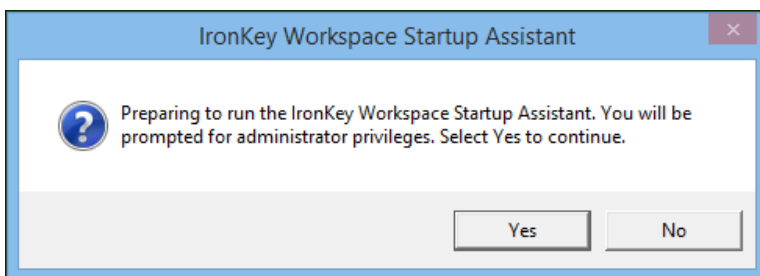 IronKey Workspace Startup Assistant
Preparing to run the IronKey Workspace Startup Assistant. You will be
prompted for administrator privileges. Select Yes to continue.
Yes No